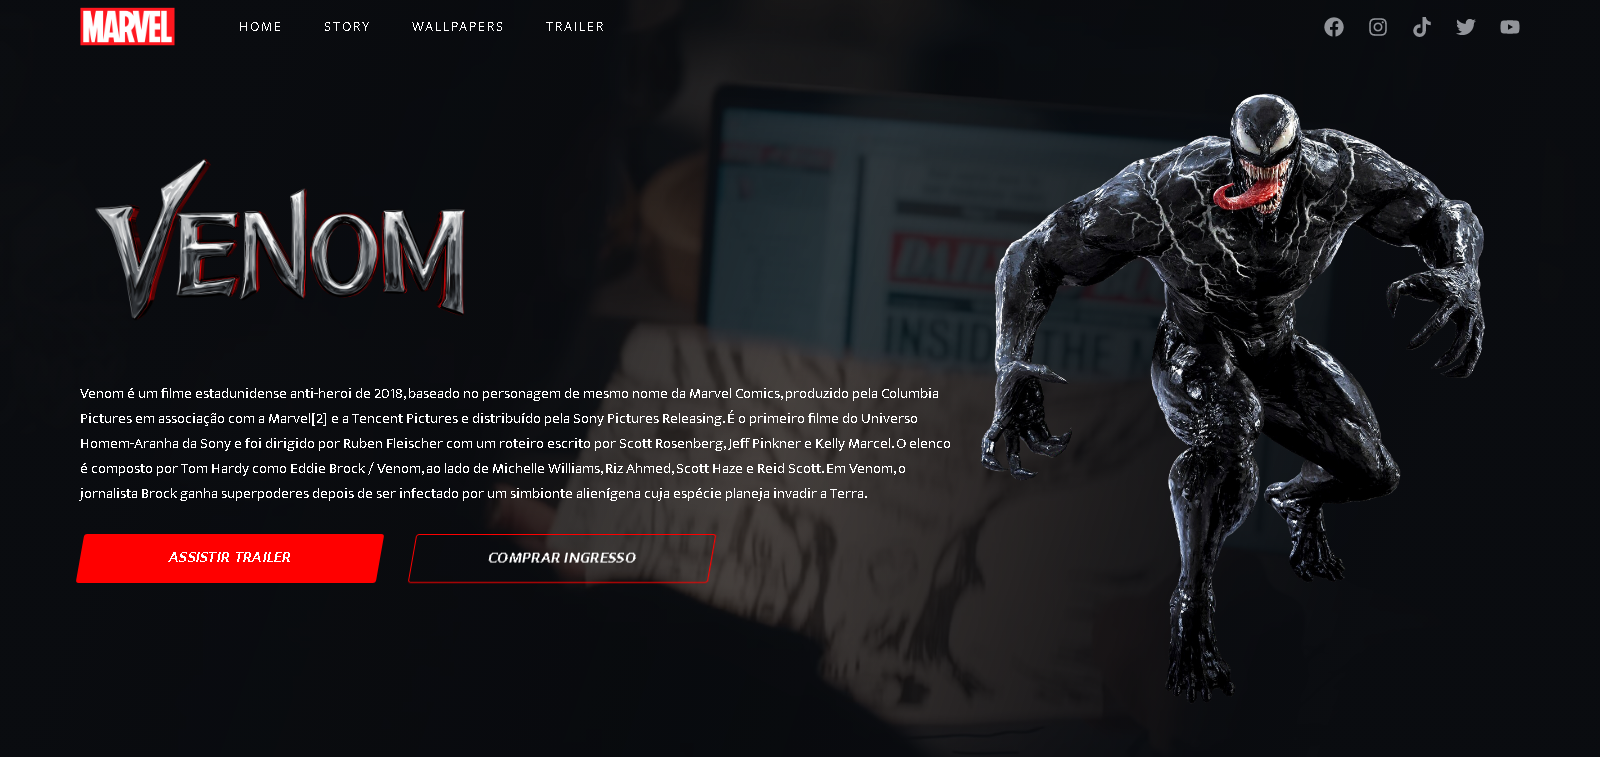 MARVEL
HOME STORY WALLPAPERS TRAILER
VENOM
INSIDE THE
Venom é um filme estadunidense anti-heroi de 2018, baseado no personagem de mesmo nome da Marvel Comics, produzido pela Columbia
Pictures em associação com a Marvel[2] e a Tencent Pictures e distribuído pela Sony Pictures Releasing. É o primeiro filme do Universo
Homem-Aranha da Sony e foi dirigido por Ruben Fleischer com um roteiro escrito por Scott Rosenberg, Jeff Pinkner e Kelly Marcel. O elenco
é composto por Tom Hardy como Eddie Brock / Venom, ao lado de Michelle Williams, Riz Ahmed, Scott Haze e Reid Scott. Em Venom, o
jornalista Brock ganha superpoderes depois de ser infectado por um simbionte alienígena cuja espécie planeja invadir a Terra.
ASSISTIR TRAILER
COMPRAR INGRESSO